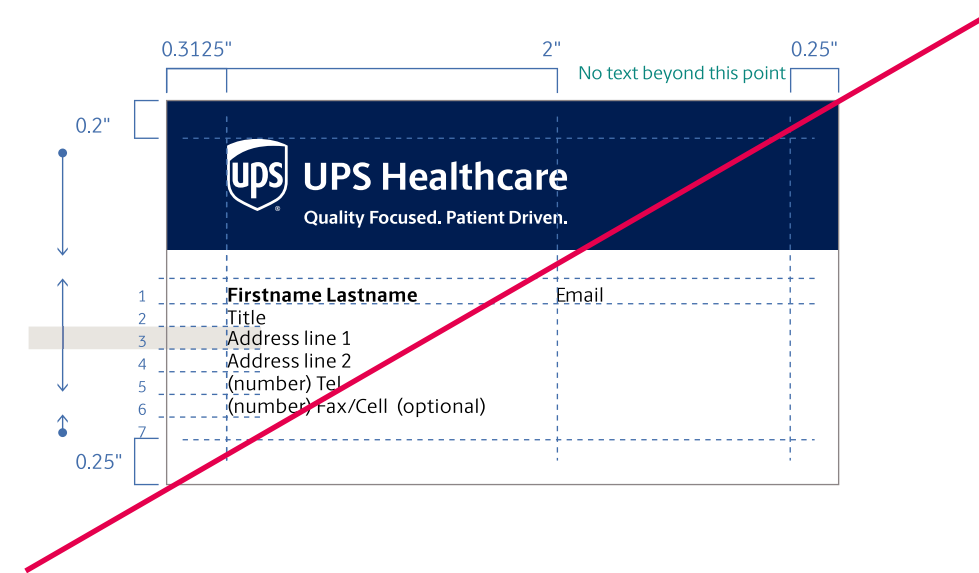 0.3125" 2" 0.25"
No text beyond this point
0.2"
ups UPS Healthcare
®
Quality Focused. Patient Driven.
1 Firstname Lastname Email
2 Title
3 Address line 1
4 Address line 2
5 (number) Tel
6 (number) Fax/Cell (optional)
7
0.25"